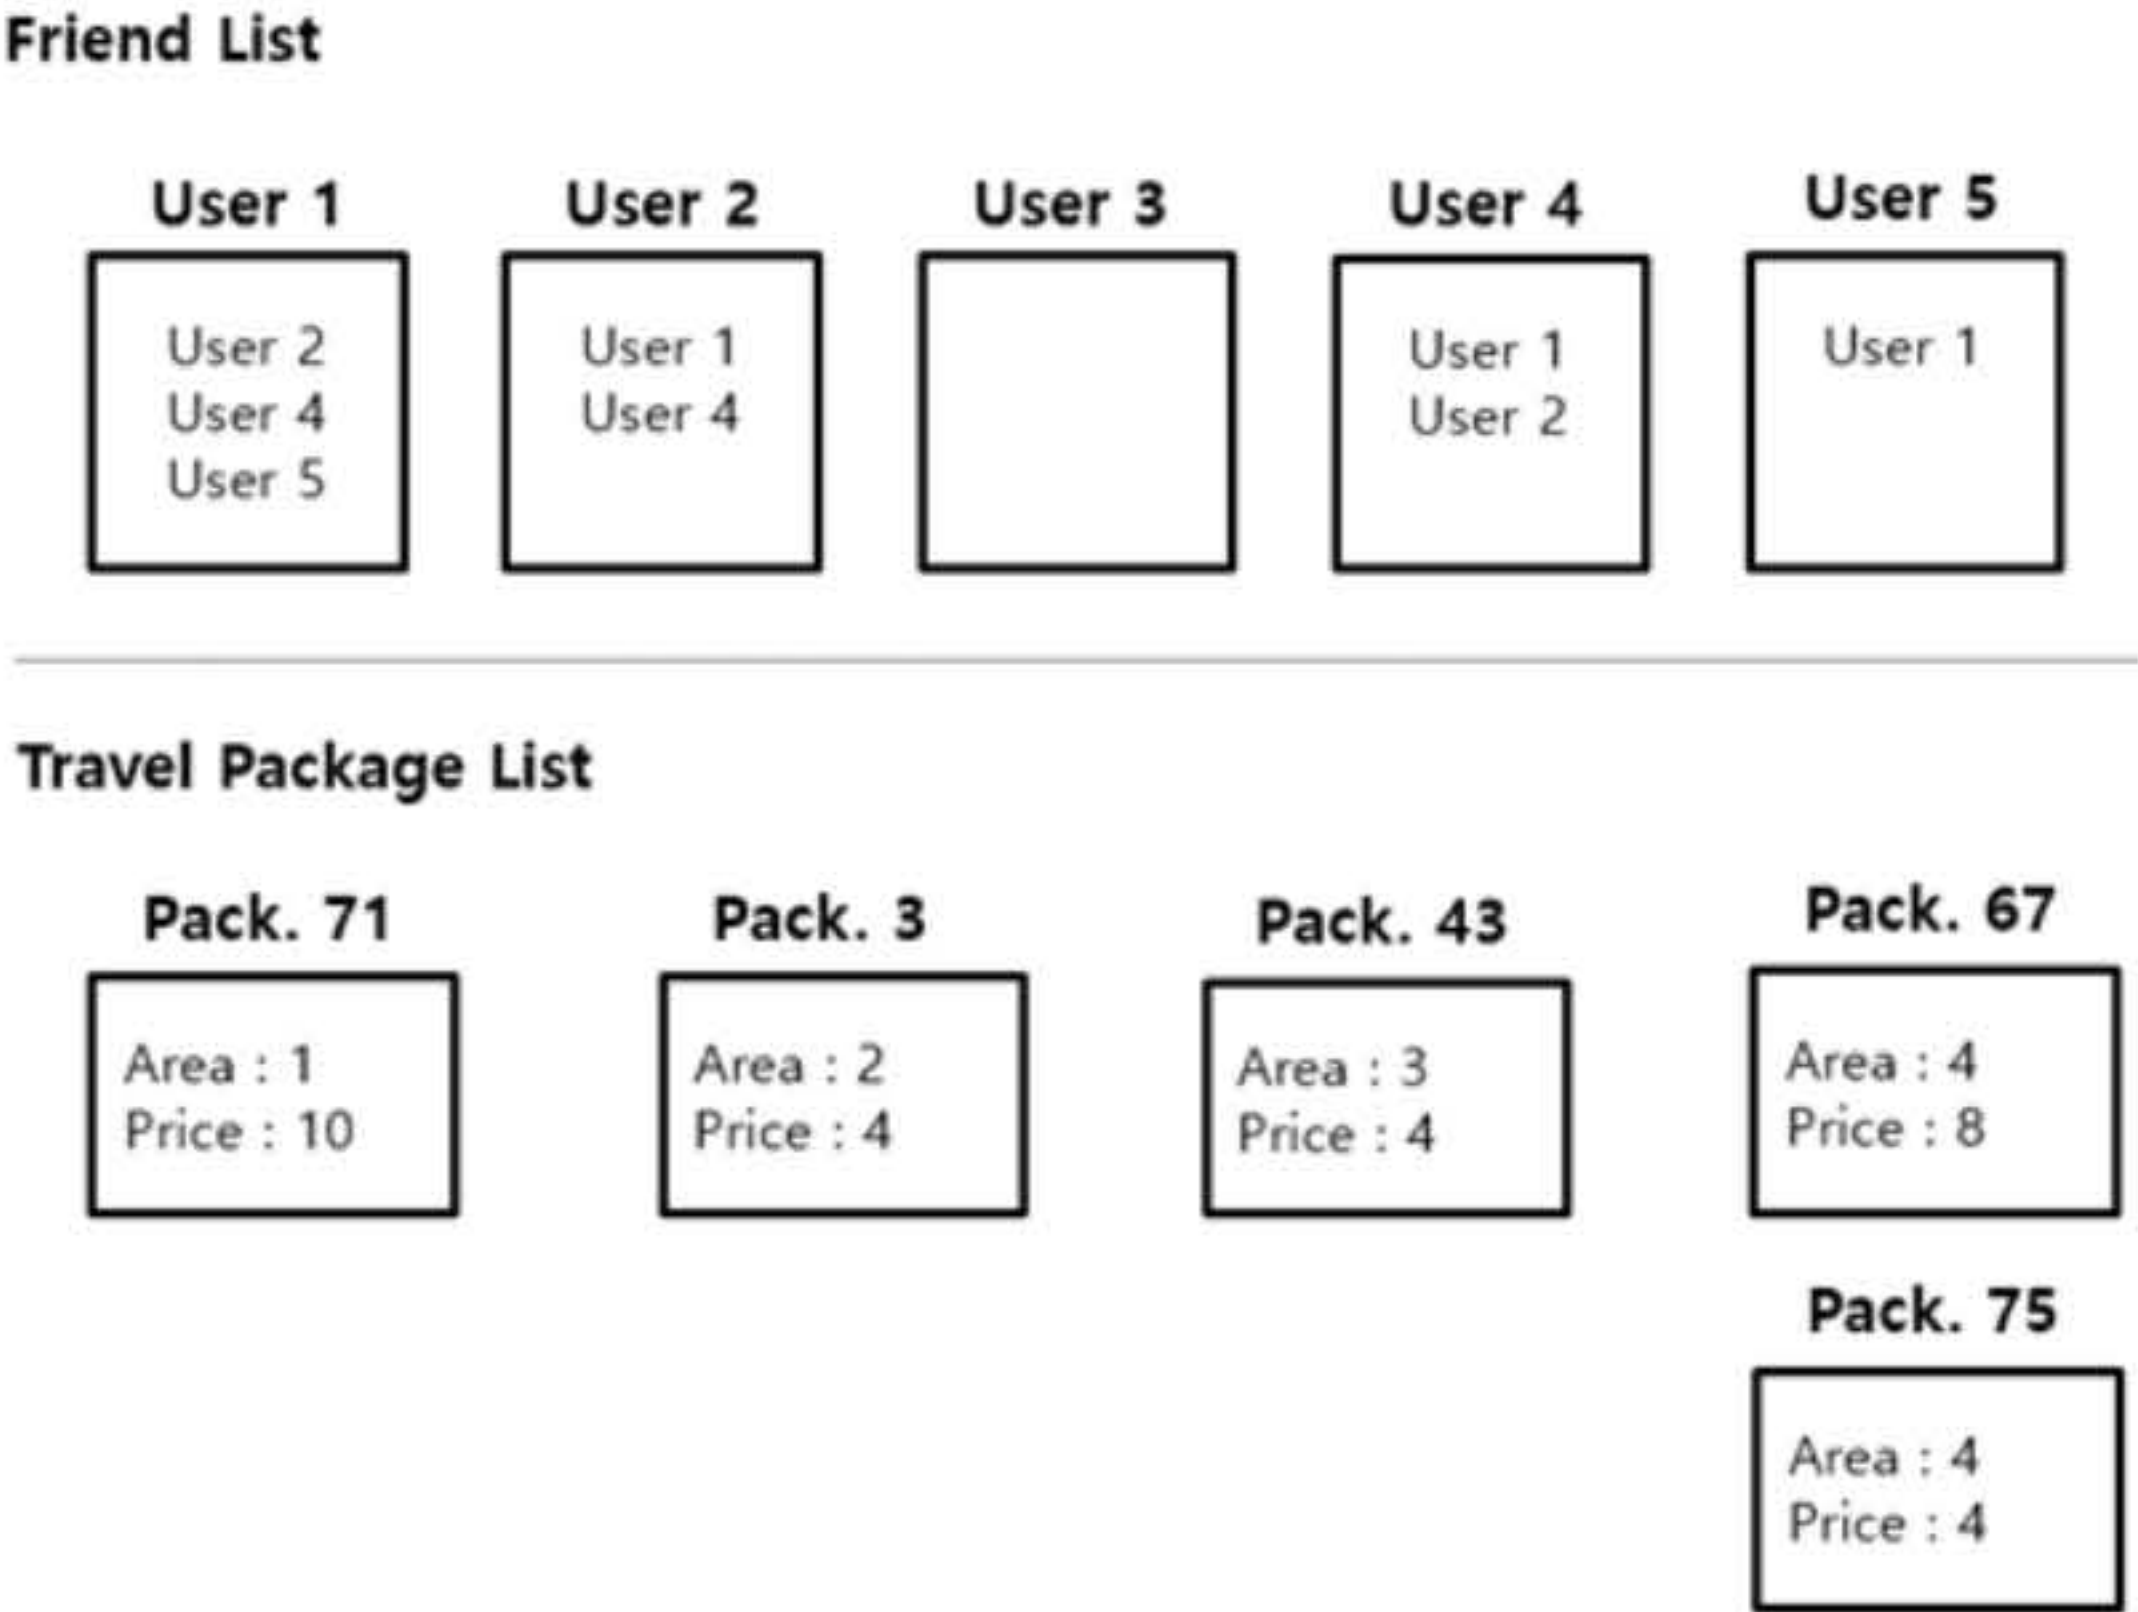 Friend List
User 1
User 2
User 3
User 4
User 5
User 2
User 4
User 5
User 1
User 4
User 1
User 2
User 1
Travel Package List
Pack. 71
Pack. 3
Pack. 43
Pack. 67
Area : 1
Price : 10
Area : 2
Price : 4
Area : 3
Price : 4
Area : 4
Price : 8
Pack. 75
Area : 4
Price : 4